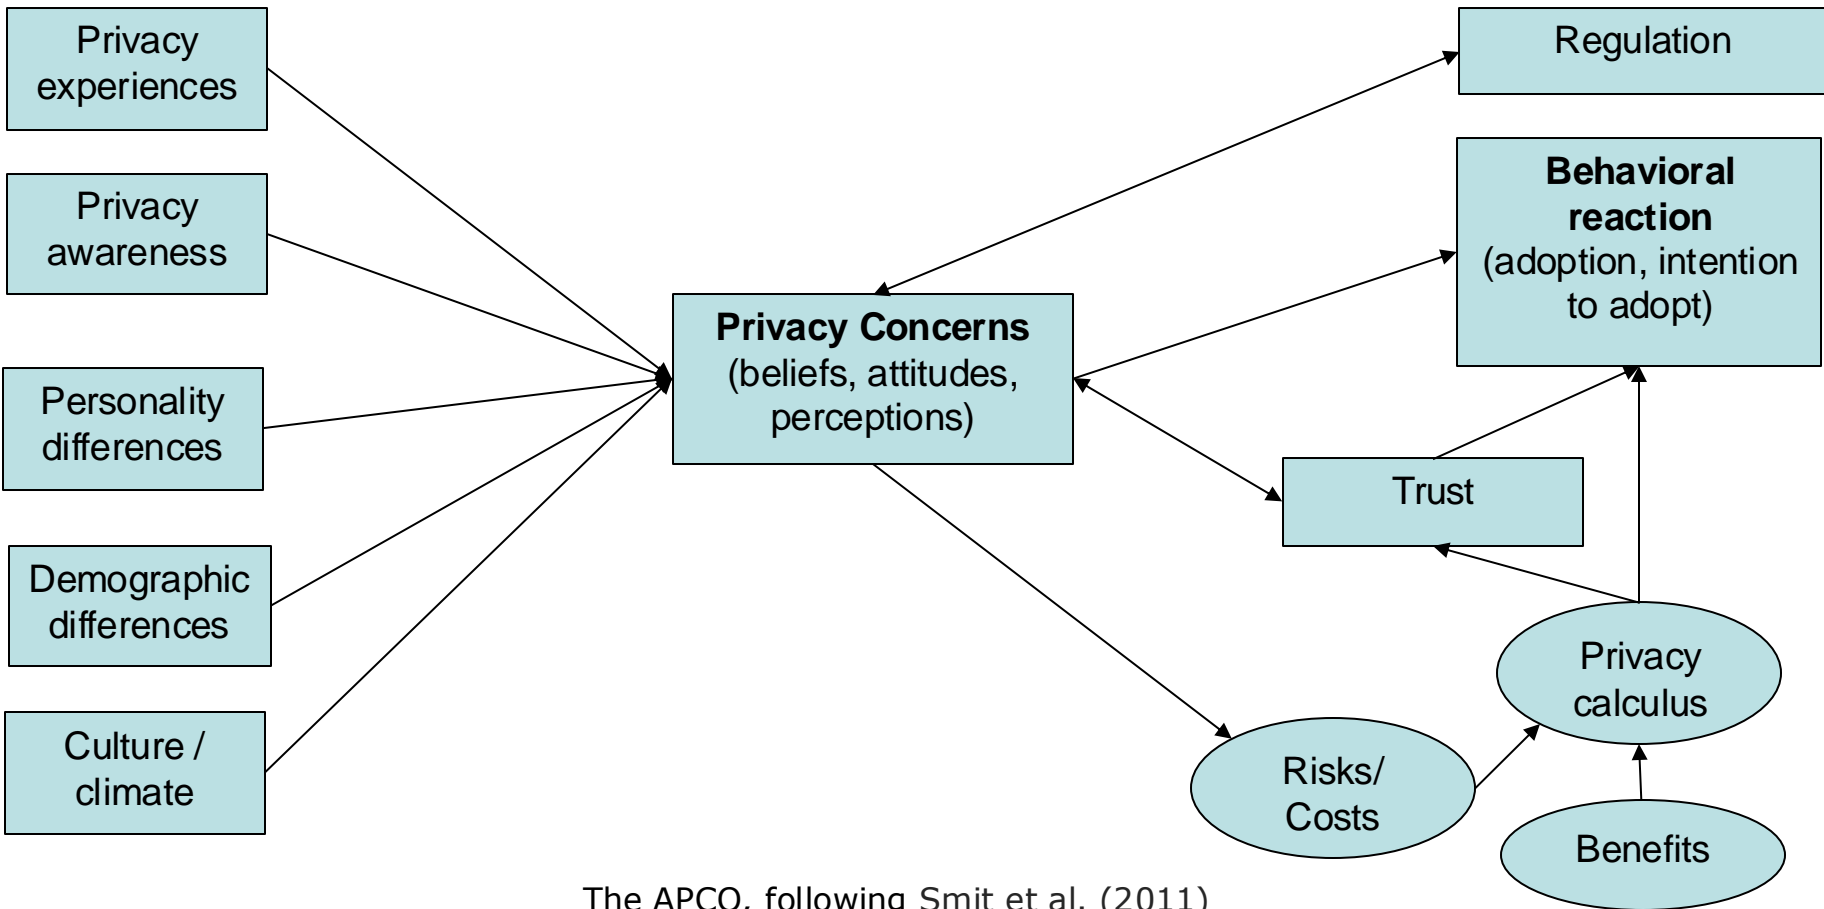 Privacy
experiences
Privacy
awareness
Personality
differences
Demographic
differences
Culture /
climate
Privacy Concerns
(beliefs, attitudes,
perceptions)
Regulation
Behavioral
reaction
(adoption, intention
to adopt)
Trust
Privacy
calculus
Risks/
Costs
Benefits
The APCO, following Smit et al. (2011)